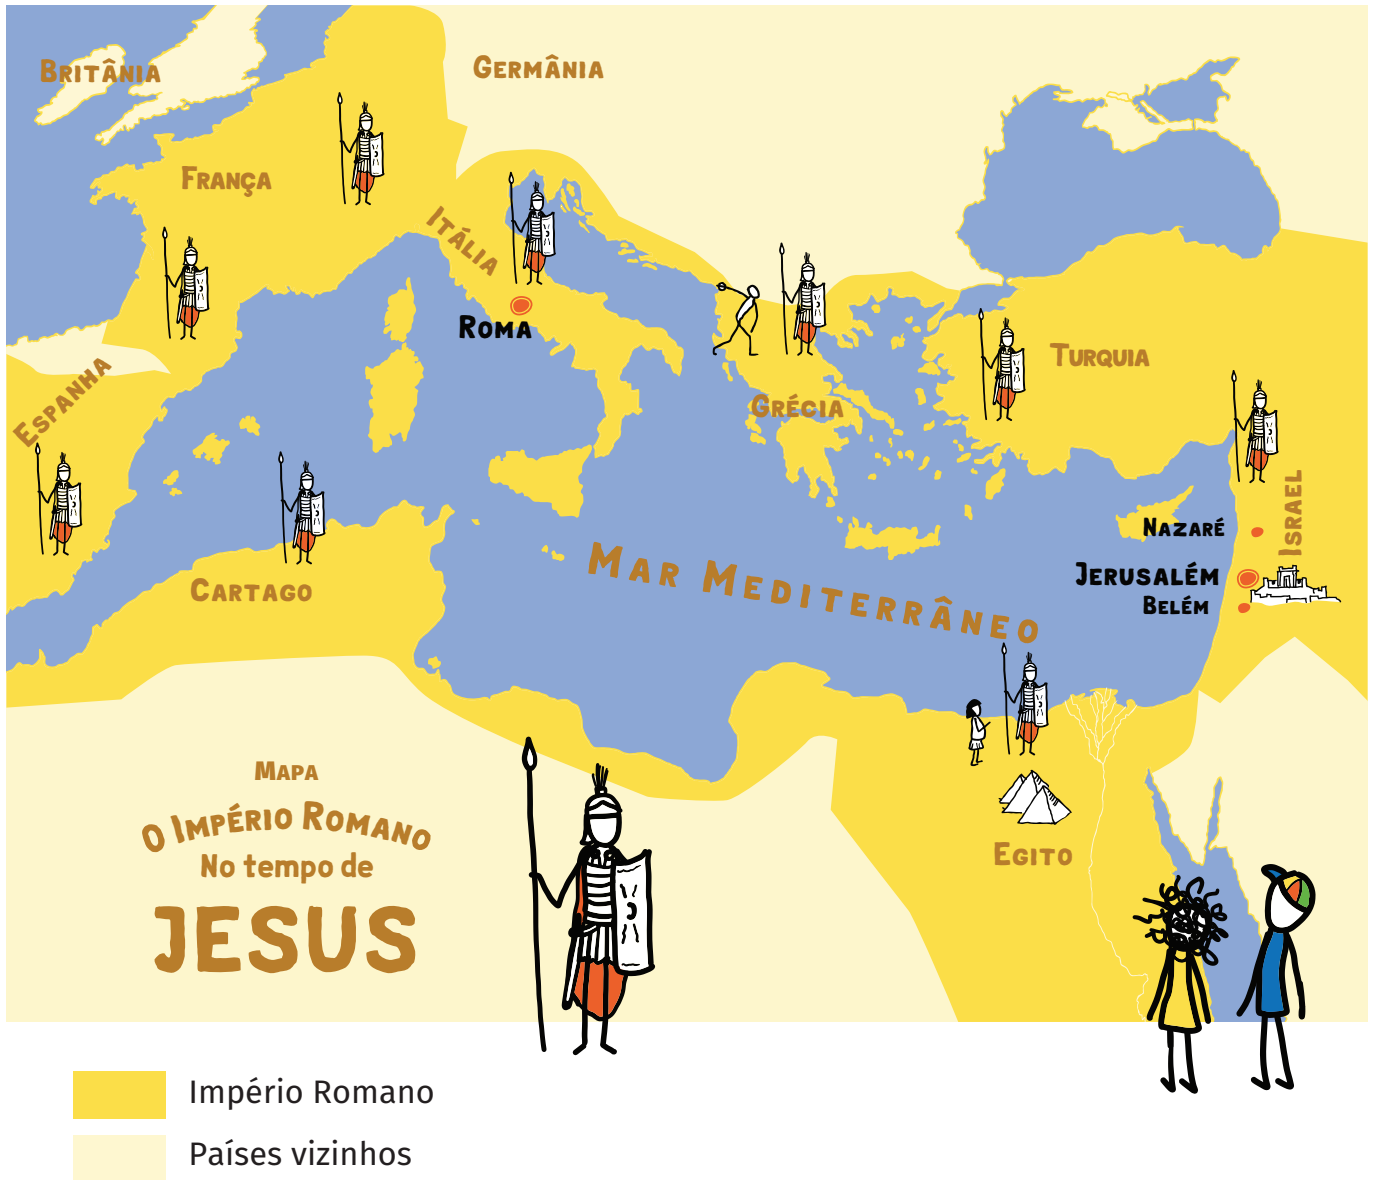 Britânia
Germânia
França
Itália
Roma
Espanha
Grécia
Turquia
Israel
Nazaré
Jerusalém
Belém
Cartago
Mar Mediterrâneo
Egito
Mapa
O Império Romano
No tempo de
JESUS
Império Romano
Países vizinhos